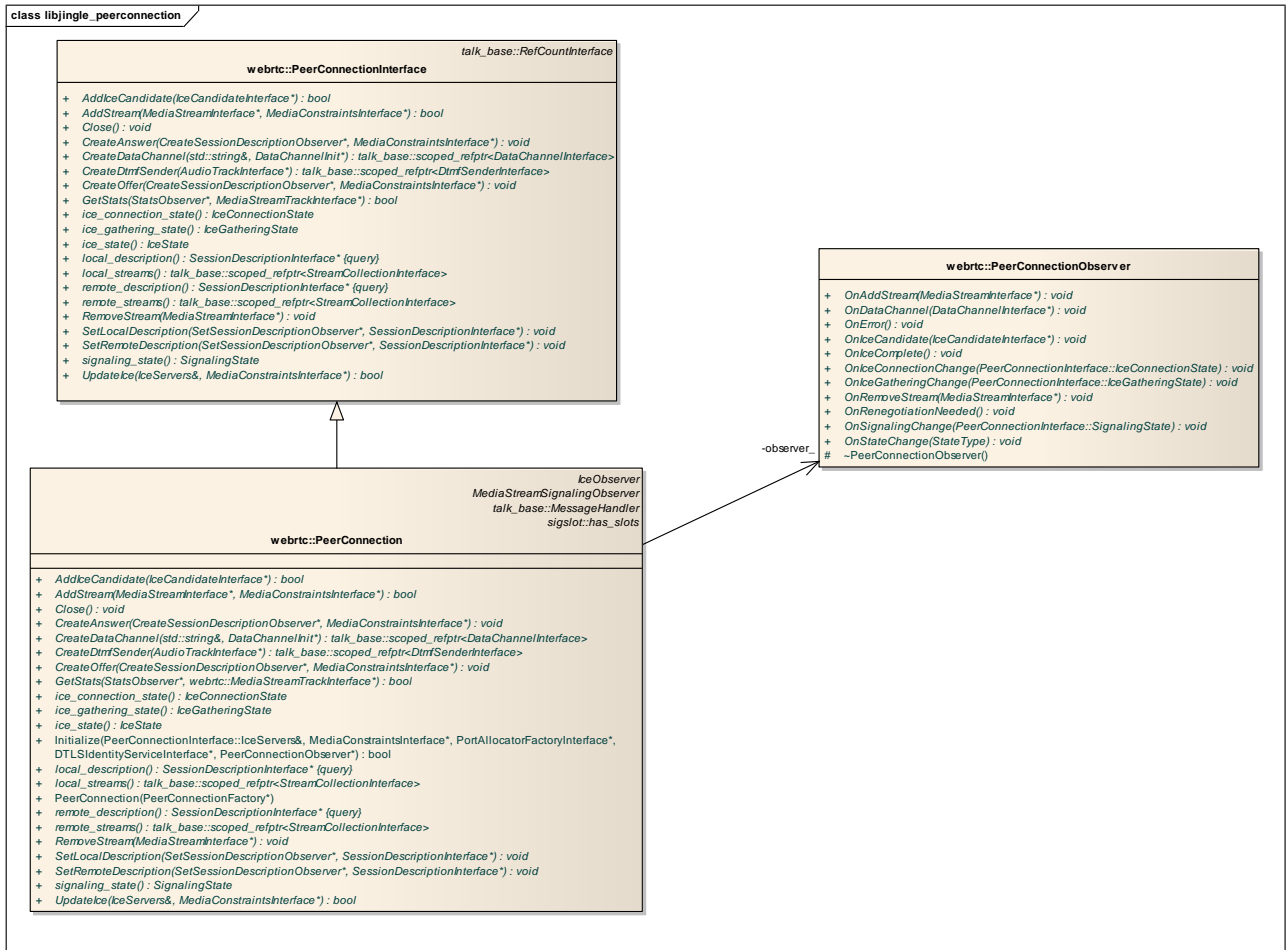 class libjingle_peerconnection
talk_base::RefCountInterface
webrtc::PeerConnectionInterface
+ AddIceCandidate(IceCandidateInterface*) : bool
+ AddStream(MediaStreamInterface*, MediaConstraintsInterface*) : bool
+ Close() : void
+ CreateAnswer(CreateSessionDescriptionObserver*, MediaConstraintsInterface*) : void
+ CreateDataChannel(std::string&, DataChannelInit*) : talk_base::scoped_refptr<DataChannelInterface>
+ CreateDtmfSender(AudioTrackInterface*) : talk_base::scoped_refptr<DtmfSenderInterface>
+ CreateOffer(CreateSessionDescriptionObserver*, MediaConstraintsInterface*) : void
+ GetStats(StatsObserver*, MediaStreamTrackInterface*) : bool
+ ice_connection_state() : IceConnectionState
+ ice_gathering_state() : IceGatheringState
+ ice_state() : IceState
+ local_description() : SessionDescriptionInterface* {query}
+ local_streams() : talk_base::scoped_refptr<StreamCollectionInterface>
+ remote_description() : SessionDescriptionInterface* {query}
+ remote_streams() : talk_base::scoped_refptr<StreamCollectionInterface>
+ RemoveStream(MediaStreamInterface*) : void
+ SetLocalDescription(SetSessionDescriptionObserver*, SessionDescriptionInterface*) : void
+ SetRemoteDescription(SetSessionDescriptionObserver*, SessionDescriptionInterface*) : void
+ signaling_state() : SignalingState
+ UpdateIce(IceServers&, MediaConstraintsInterface*) : bool
webrtc::PeerConnectionObserver
+ OnAddStream(MediaStreamInterface*) : void
+ OnDataChannel(DataChannelInterface*) : void
+ OnError() : void
+ OnIceCandidate(IceCandidateInterface*) : void
+ OnIceComplete() : void
+ OnIceConnectionChange(PeerConnectionInterface::IceConnectionState) : void
+ OnIceGatheringChange(PeerConnectionInterface::IceGatheringState) : void
+ OnRemoveStream(MediaStreamInterface*) : void
+ OnRenegotiationNeeded() : void
+ OnSignalingChange(PeerConnectionInterface::SignalingState) : void
+ OnStateChange(StateType) : void
# ~PeerConnectionObserver()
-observer_
IceObserver
MediaStreamSignalingObserver
talk_base::MessageHandler
sigslot::has_slots
webrtc::PeerConnection
+ AddIceCandidate(IceCandidateInterface*) : bool
+ AddStream(MediaStreamInterface*, MediaConstraintsInterface*) : bool
+ Close() : void
+ CreateAnswer(CreateSessionDescriptionObserver*, MediaConstraintsInterface*) : void
+ CreateDataChannel(std::string&, DataChannelInit*) : talk_base::scoped_refptr<DataChannelInterface>
+ CreateDtmfSender(AudioTrackInterface*) : talk_base::scoped_refptr<DtmfSenderInterface>
+ CreateOffer(CreateSessionDescriptionObserver*, MediaConstraintsInterface*) : void
+ GetStats(StatsObserver*, webrtc::MediaStreamTrackInterface*) : bool
+ ice_connection_state() : IceConnectionState
+ ice_gathering_state() : IceGatheringState
+ ice_state() : IceState
+ Initialize(PeerConnectionInterface::IceServers&, MediaConstraintsInterface*, PortAllocatorFactoryInterface*,
DTLSIdentityServiceInterface*, PeerConnectionObserver*) : bool
+ local_description() : SessionDescriptionInterface* {query}
+ local_streams() : talk_base::scoped_refptr<StreamCollectionInterface>
+ PeerConnection(PeerConnectionFactory*)
+ remote_description() : SessionDescriptionInterface* {query}
+ remote_streams() : talk_base::scoped_refptr<StreamCollectionInterface>
+ RemoveStream(MediaStreamInterface*) : void
+ SetLocalDescription(SetSessionDescriptionObserver*, SessionDescriptionInterface*) : void
+ SetRemoteDescription(SetSessionDescriptionObserver*, SessionDescriptionInterface*) : void
+ signaling_state() : SignalingState
+ UpdateIce(IceServers&, MediaConstraintsInterface*) : bool